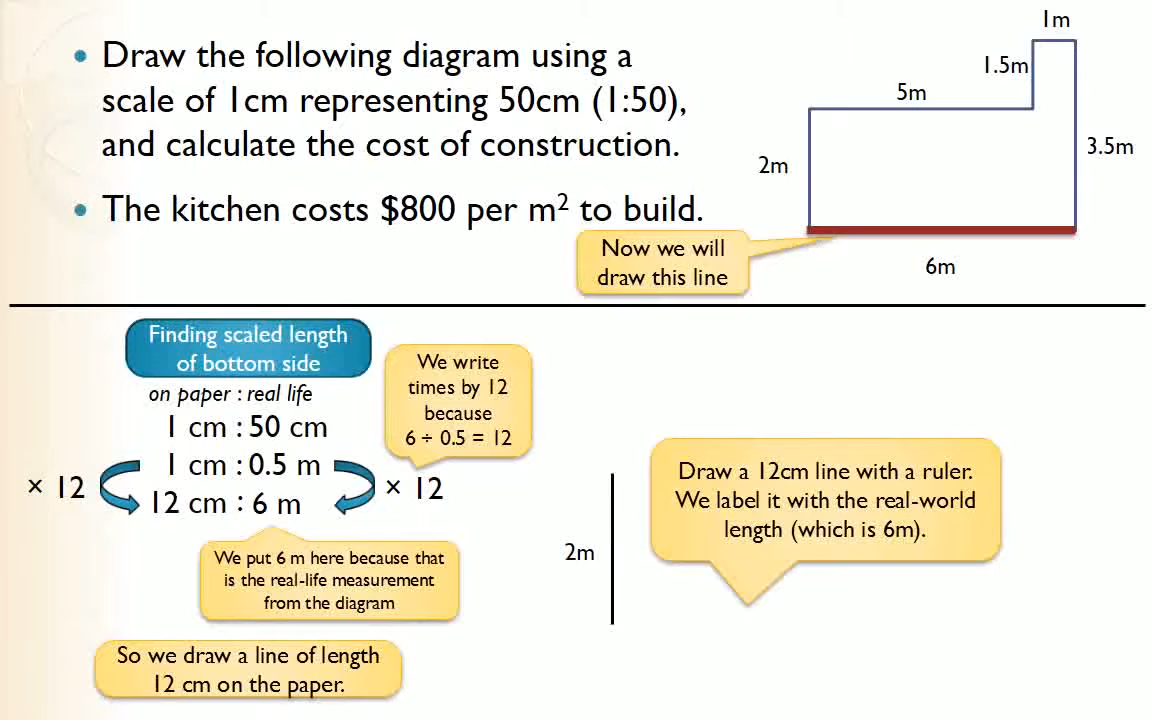 • Draw the following diagram using a
scale of 1cm representing 50cm (1:50),
and calculate the cost of construction.
• The kitchen costs $800 per m² to build.
1m
1.5m
5m
3.5m
2m
6m
Now we will
draw this line
Finding scaled length
of bottom side
on paper : real life
1 cm : 50 cm
1 cm : 0.5 m
× 12
12 cm : 6 m
× 12
We write
times by 12
because
6 ÷ 0.5 = 12
We put 6 m here because that
is the real-life measurement
from the diagram
So we draw a line of length
12 cm on the paper.
2m
Draw a 12cm line with a ruler.
We label it with the real-world
length (which is 6m).